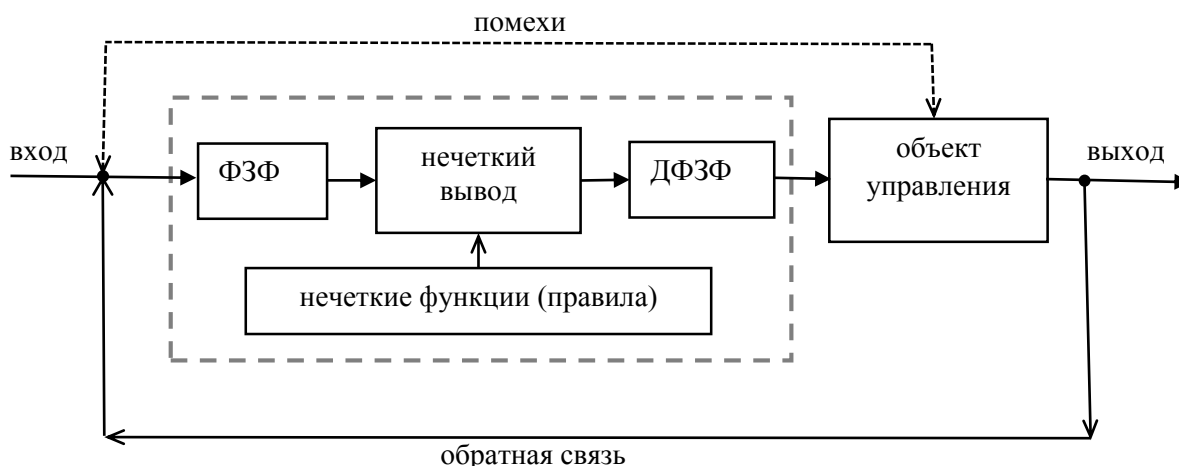 помехи
вход
ФЗФ
нечеткий
вывод
ДФЗФ
объект
управления
выход
нечеткие функции (правила)
обратная связь